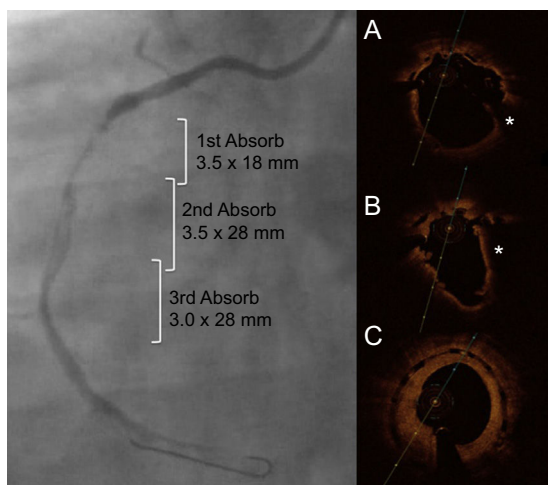 1st Absorb
3.5 x 18 mm
2nd Absorb
3.5 x 28 mm
3rd Absorb
3.0 x 28 mm
A
*
B
*
C